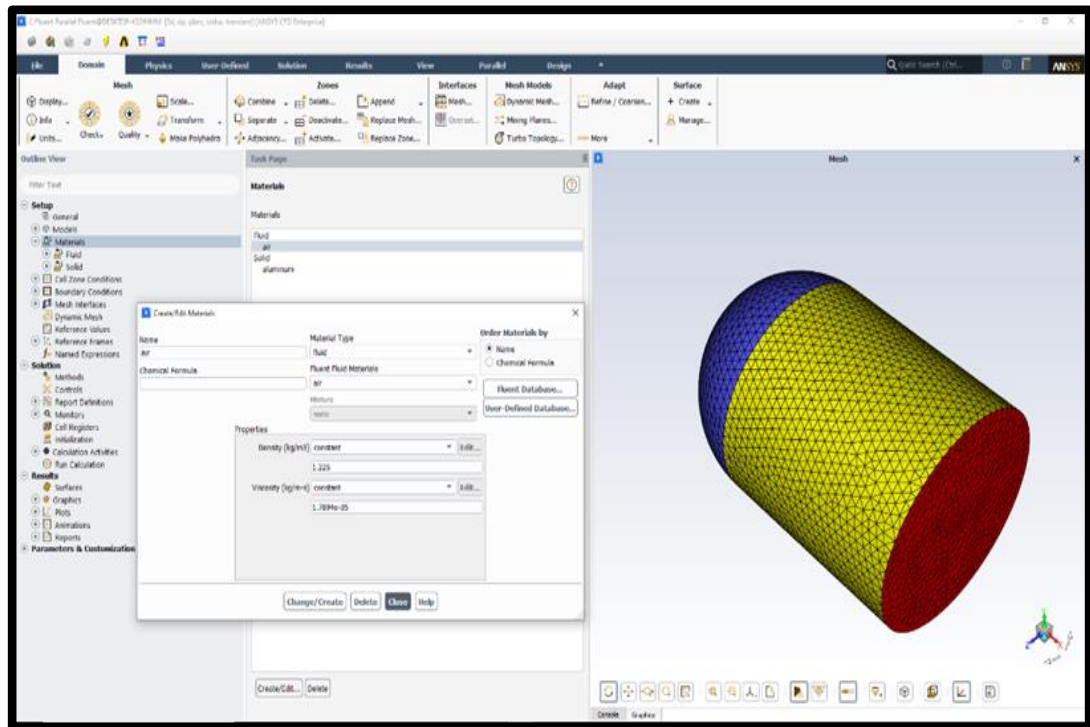 File Domain Physics User-Defined Solution Results View Parallel Design
Quick Search (Ctrl...
ANSYS
Mesh Zones Interfaces Mesh Models Adapt Surface
Display... Scale... Combine Delete... Append Mesh... Dynamic Mesh... Refine / Coarsen... Create
Info Transform Separate Deactivate... Replace Mesh... Overset... Mixing Planes... Manage...
Units... Check Quality Make Polyhedra Adjacency... Activate... Replace Zone... Turbo Topology... More
Outline View
Task Page
Mesh
Filter Text
Materials
Materials
Fluid
air
Solid
aluminum
Setup
General
Models
Materials
Fluid
Solid
Cell Zone Conditions
Boundary Conditions
Mesh Interfaces
Dynamic Mesh
Reference Values
Reference Frames
Named Expressions
Solution
Methods
Controls
Report Definitions
Monitors
Cell Registers
Initialization
Calculation Activities
Run Calculation
Results
Surfaces
Graphics
Plots
Animations
Reports
Parameters & Customization
Create/Edit Materials
Name
air
Chemical Formula
Material Type
fluid
Fluent Fluid Materials
air
Mixture
none
Order Materials by
Name
Chemical Formula
Fluent Database...
User-Defined Database...
Properties
Density (kg/m3) constant Edit...
1.225
Viscosity (kg/m-s) constant Edit...
1.7894e-05
Change/Create Delete Close Help
Create/Edit... Delete
Console Graphics